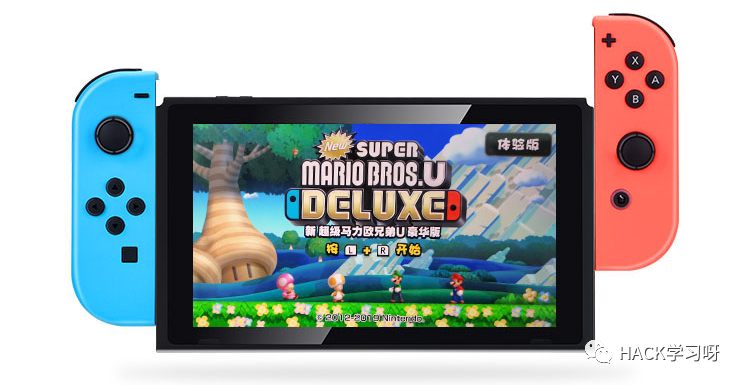 New
SUPER
体验版
MARIO BROS. U
DELUXE
新 超级马力欧兄弟U 豪华版
按 L + R 开始
© 2012-2019 Nintendo
X
Y A
B
HACK学习呀